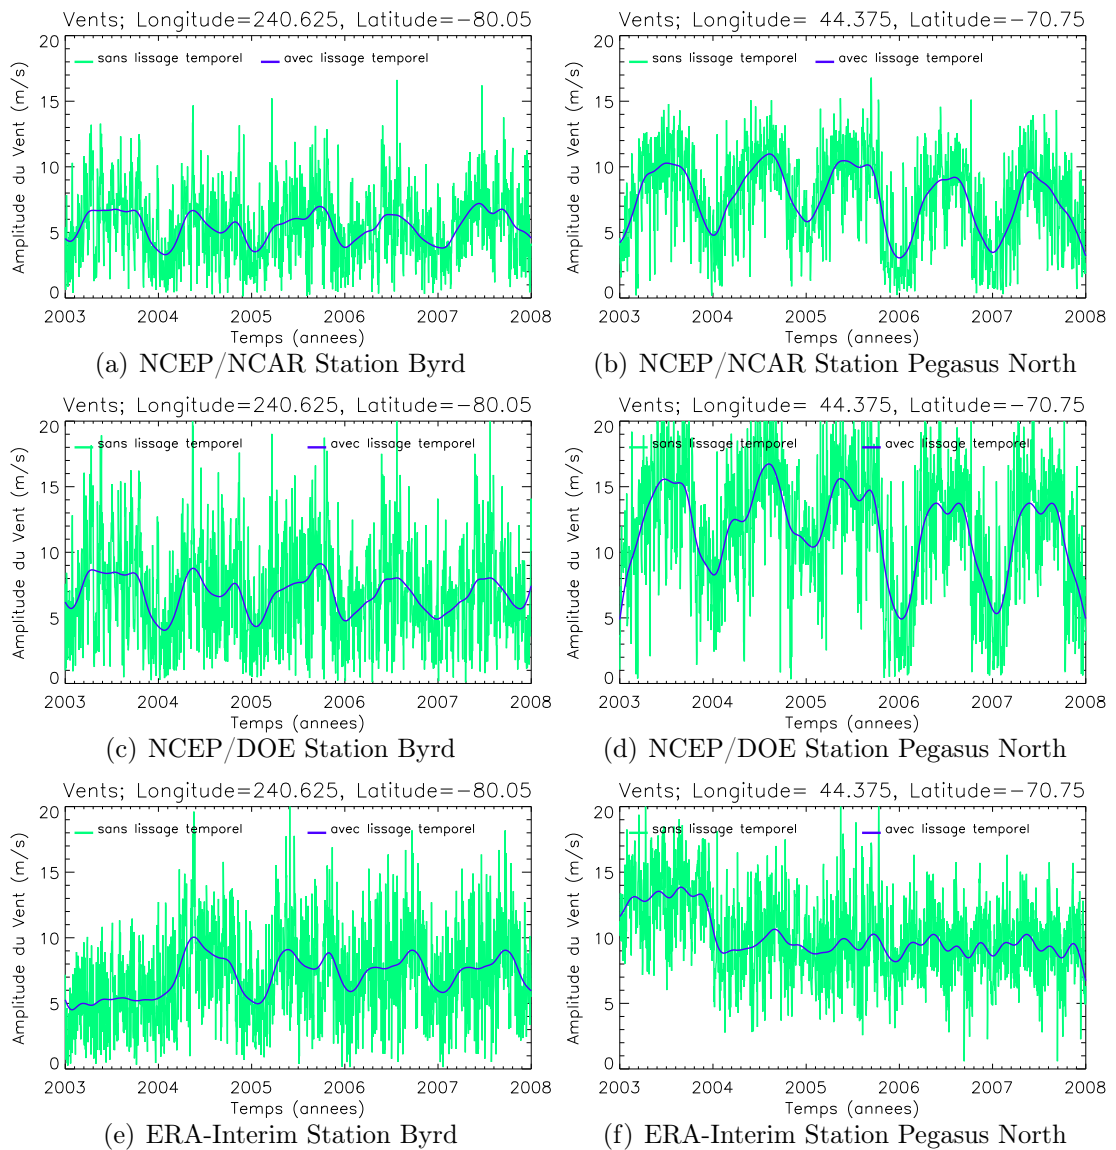 Vents; Longitude=240.625, Latitude=−80.05
Amplitude du Vent (m/s)
20
15
10
5
0
sans lissage temporel
avec lissage temporel
2003 2004 2005 2006 2007 2008
Temps (annees)
(a) NCEP/NCAR Station Byrd
Vents; Longitude= 44.375, Latitude=−70.75
Amplitude du Vent (m/s)
20
15
10
5
0
sans lissage temporel
avec lissage temporel
2003 2004 2005 2006 2007 2008
Temps (annees)
(b) NCEP/NCAR Station Pegasus North
Vents; Longitude=240.625, Latitude=−80.05
Amplitude du Vent (m/s)
20
15
10
5
0
sans lissage temporel
avec lissage temporel
2003 2004 2005 2006 2007 2008
Temps (annees)
(c) NCEP/DOE Station Byrd
Vents; Longitude= 44.375, Latitude=−70.75
Amplitude du Vent (m/s)
20
15
10
5
0
sans lissage temporel
avec lissage temporel
2003 2004 2005 2006 2007 2008
Temps (annees)
(d) NCEP/DOE Station Pegasus North
Vents; Longitude=240.625, Latitude=−80.05
Amplitude du Vent (m/s)
20
15
10
5
0
sans lissage temporel
avec lissage temporel
2003 2004 2005 2006 2007 2008
Temps (annees)
(e) ERA-Interim Station Byrd
Vents; Longitude= 44.375, Latitude=−70.75
Amplitude du Vent (m/s)
20
15
10
5
0
sans lissage temporel
avec lissage temporel
2003 2004 2005 2006 2007 2008
Temps (annees)
(f) ERA-Interim Station Pegasus North